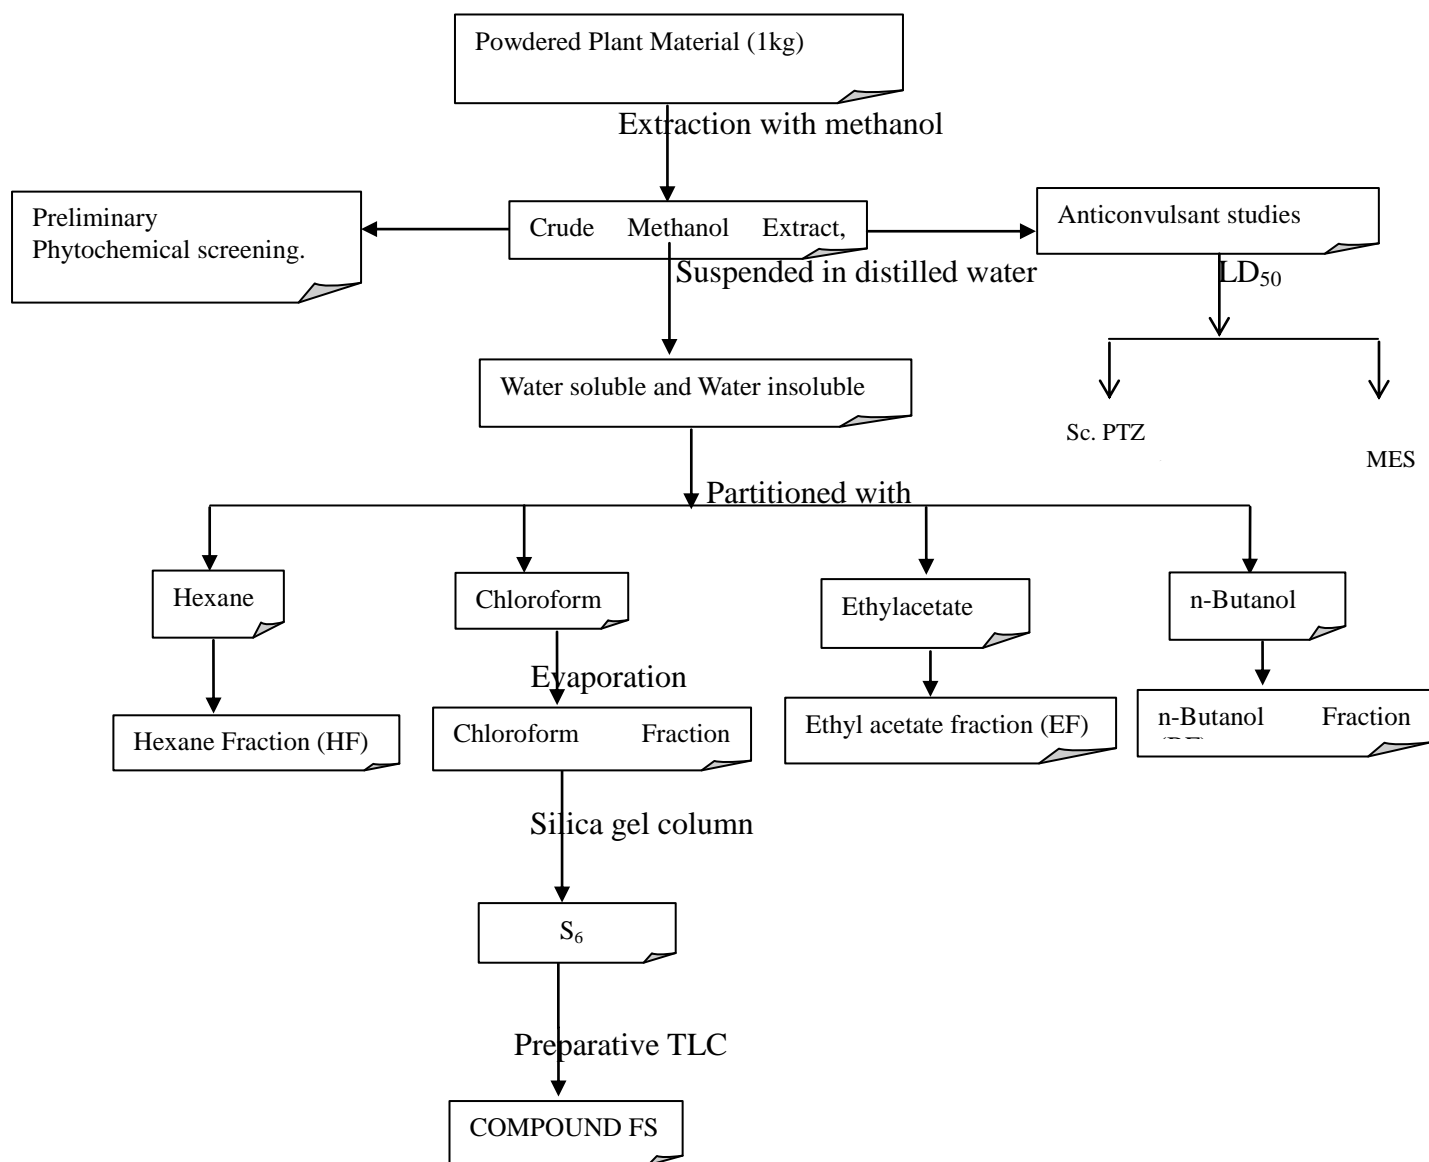 Powdered Plant Material (1kg)
Extraction with methanol
Preliminary
Phytochemical screening.
Crude Methanol Extract,
Anticonvulsant studies
Suspended in distilled water
LD₅₀
Water soluble and Water insoluble
Sc. PTZ
MES
Partitioned with
Hexane
Chloroform
Ethylacetate
n-Butanol
Evaporation
Hexane Fraction (HF)
Chloroform Fraction
Ethyl acetate fraction (EF)
n-Butanol Fraction
Silica gel column
S₆
Preparative TLC
COMPOUND FS